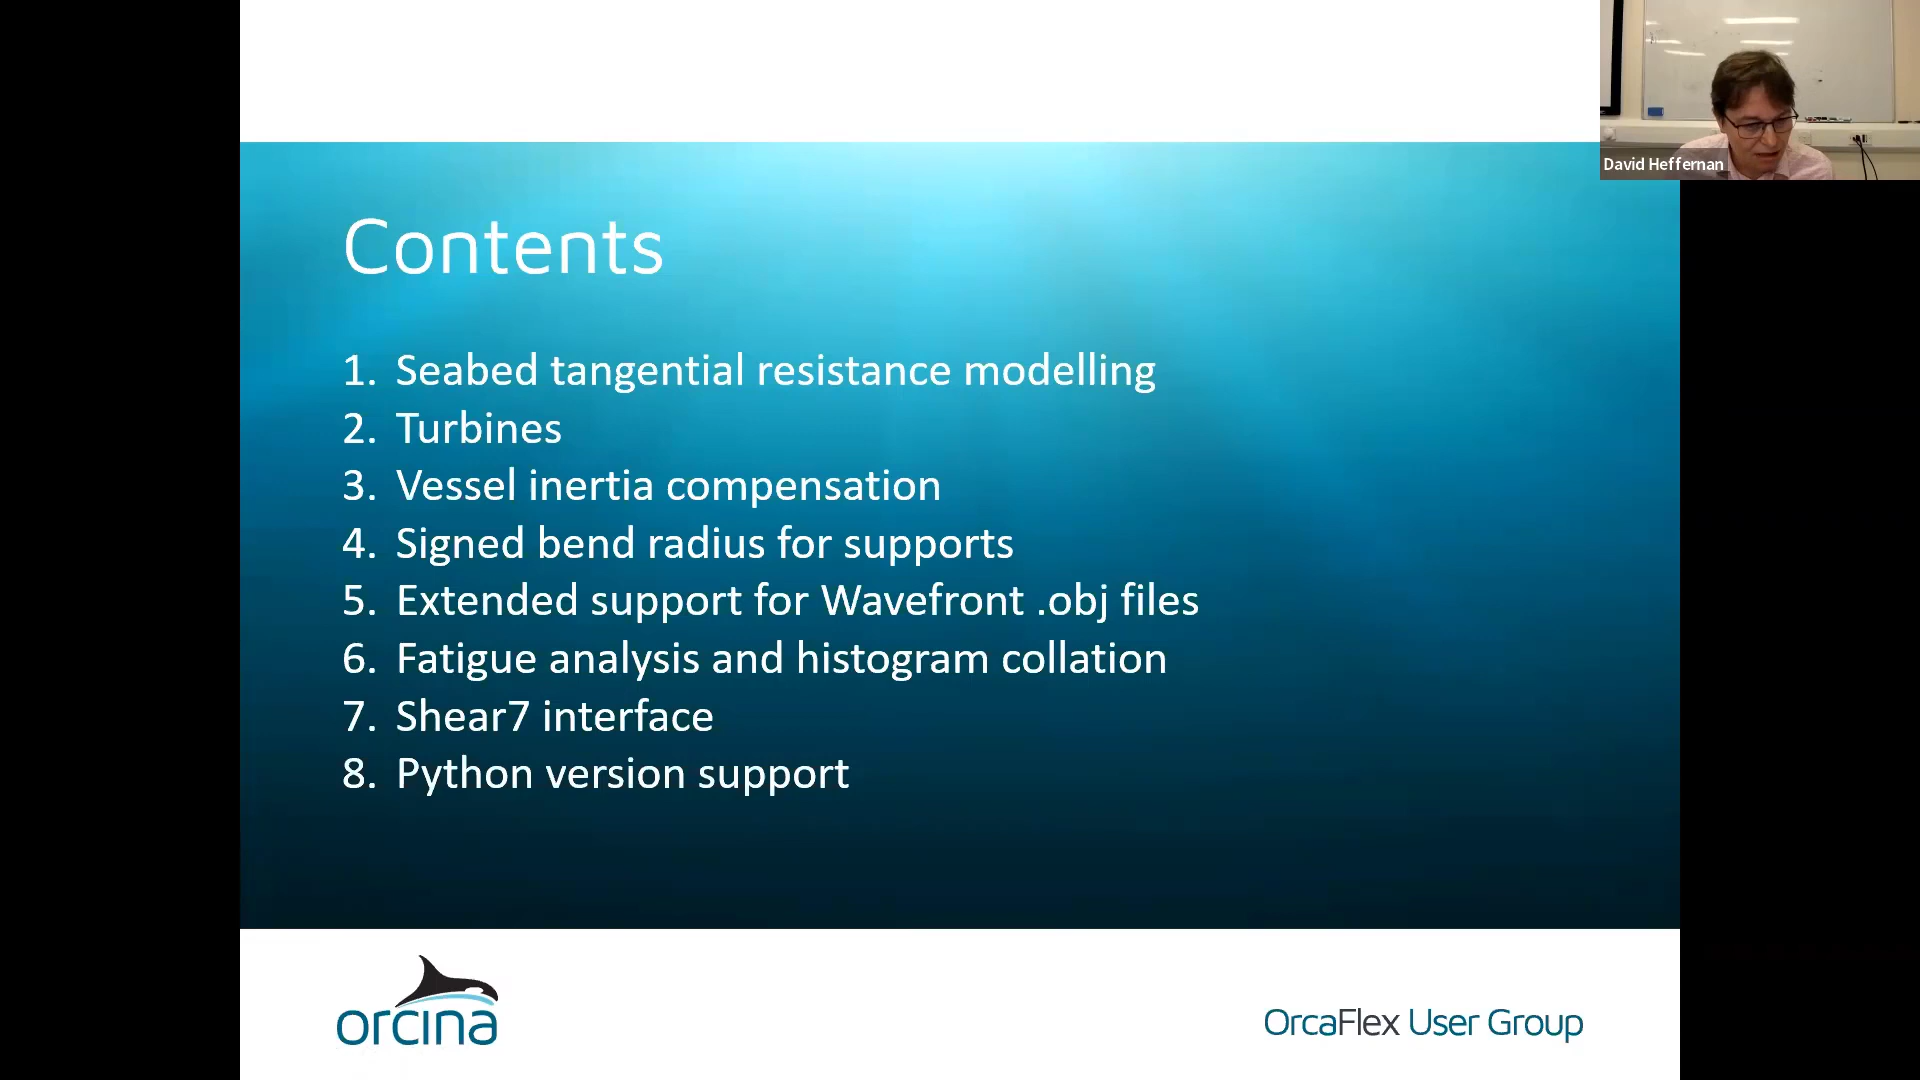 David Heffernan
Contents
1. Seabed tangential resistance modelling
2. Turbines
3. Vessel inertia compensation
4. Signed bend radius for supports
5. Extended support for Wavefront .obj files
6. Fatigue analysis and histogram collation
7. Shear7 interface
8. Python version support
orcina
OrcaFlex User Group